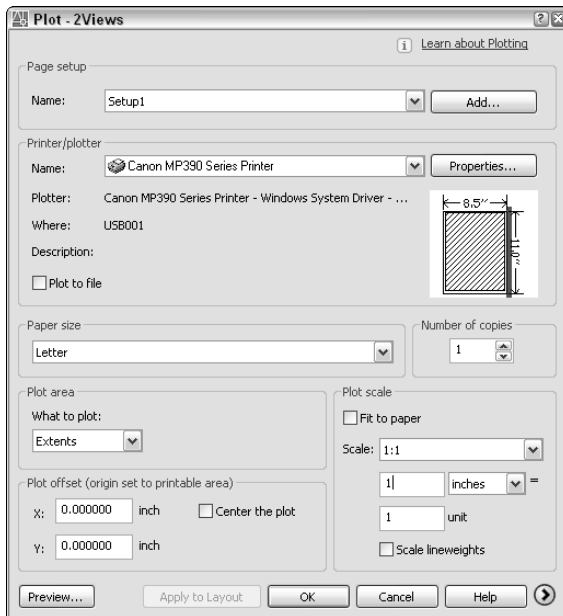 Plot - 2Views
Learn about Plotting
Page setup
Name: Setup1 Add...
Printer/plotter
Name: Canon MP390 Series Printer Properties...
Plotter: Canon MP390 Series Printer - Windows System Driver - ...
Where: USB001
Description:
Plot to file
8.5″
11.0″
Paper size
Letter
Number of copies
1
Plot area
What to plot:
Extents
Plot offset (origin set to printable area)
X: 0.000000 inch Center the plot
Y: 0.000000 inch
Plot scale
Fit to paper
Scale: 1:1
1 inches =
1 unit
Scale lineweights
Preview... Apply to Layout OK Cancel Help